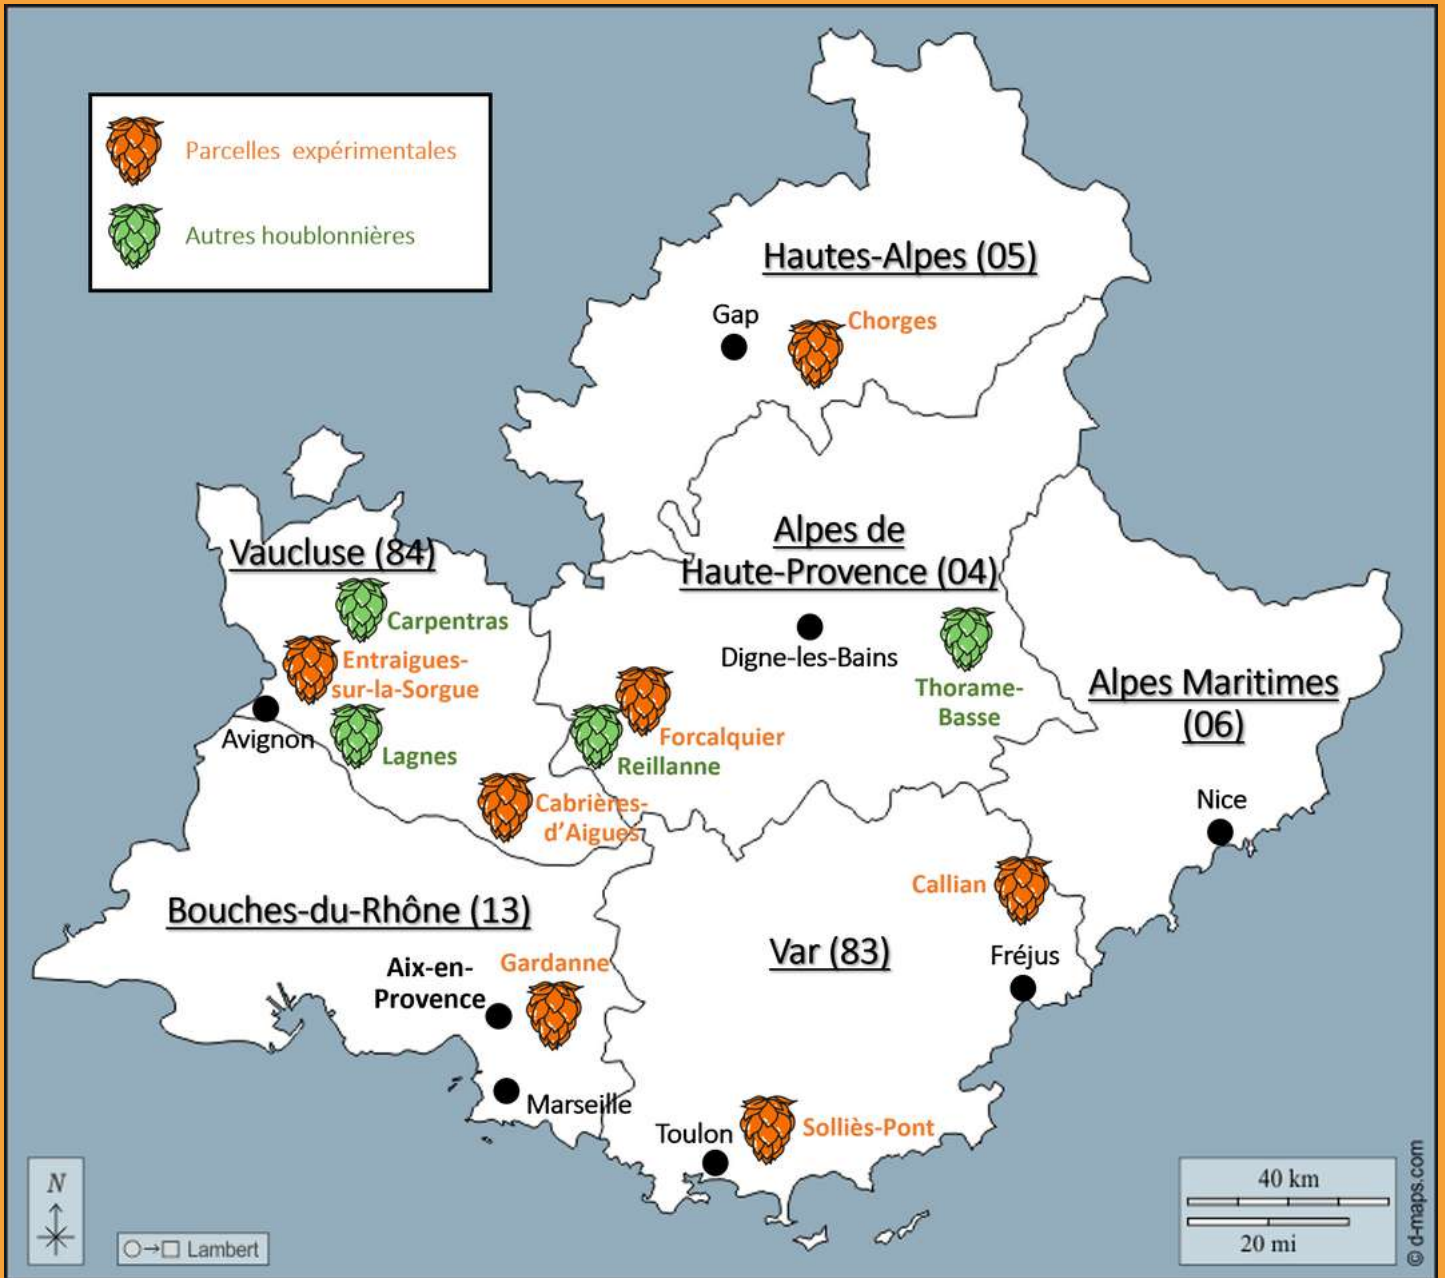 Parcelles expérimentales
Autres houblonnières
Hautes-Alpes (05)
Gap
Chorges
Alpes de
Haute-Provence (04)
Vaucluse (84)
Carpentras
Entraigues-
sur-la-Sorgue
Digne-les-Bains
Thorame-
Basse
Alpes Maritimes
(06)
Avignon
Lagnes
Forcalquier
Reillanne
Cabrières-
d'Aigues
Nice
Callian
Bouches-du-Rhône (13)
Var (83)
Fréjus
Aix-en-
Provence
Gardanne
Marseille
Toulon
Solliès-Pont
N
Lambert
40 km
20 mi
© d-maps.com